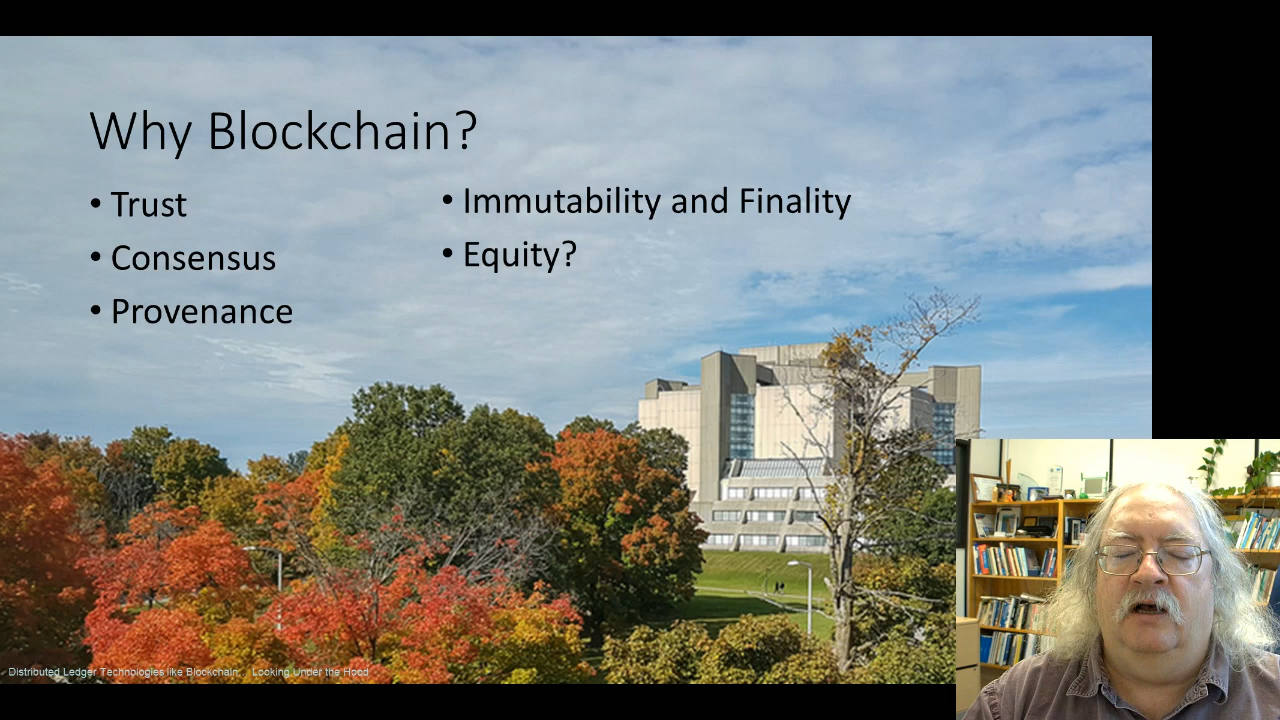 Why Blockchain?
• Trust
• Consensus
• Provenance
• Immutability and Finality
• Equity?
Distributed Ledger Technologies like Blockchain... Looking Under the Hood